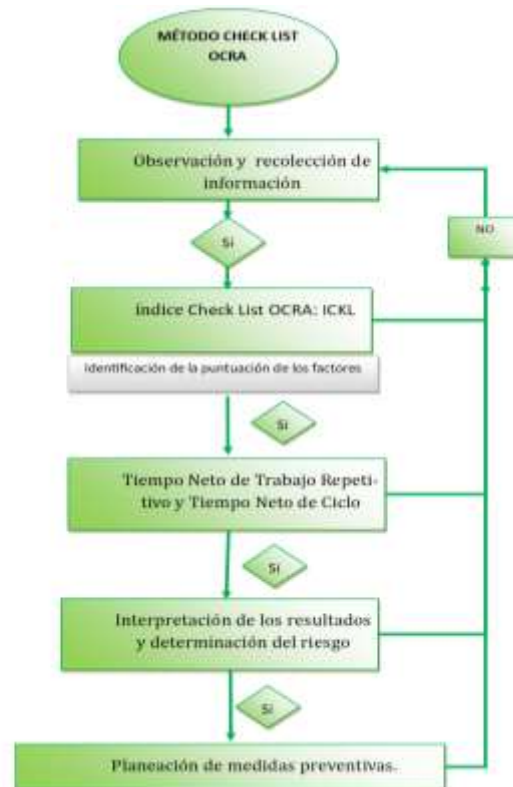 MÉTODO CHECK LIST
OCRA
Observación y recolección de
información
Si
NO
índice Check List OCRA: ICKL
Identificación de la puntuación de los factores
Si
Tiempo Neto de Trabajo Repeti-
tivo y Tiempo Neto de Ciclo
Si
Interpretación de los resultados
y determinación del riesgo
Si
Planeación de medidas preventivas.